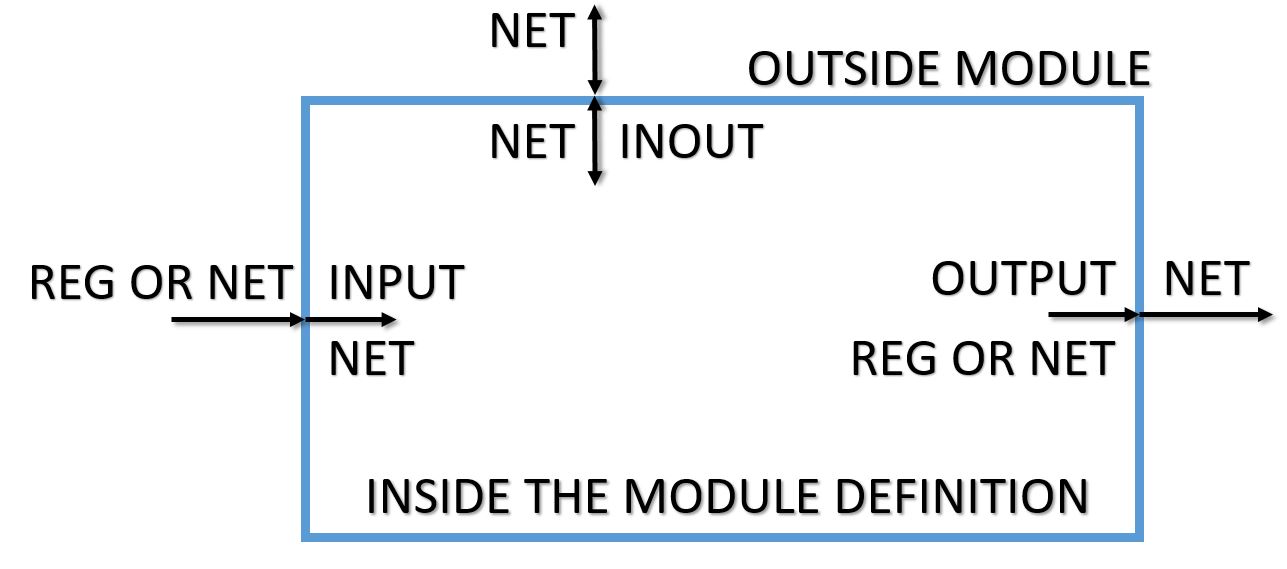 NET
OUTSIDE MODULE
NET INOUT
REG OR NET INPUT
NET
OUTPUT NET
REG OR NET
INSIDE THE MODULE DEFINITION